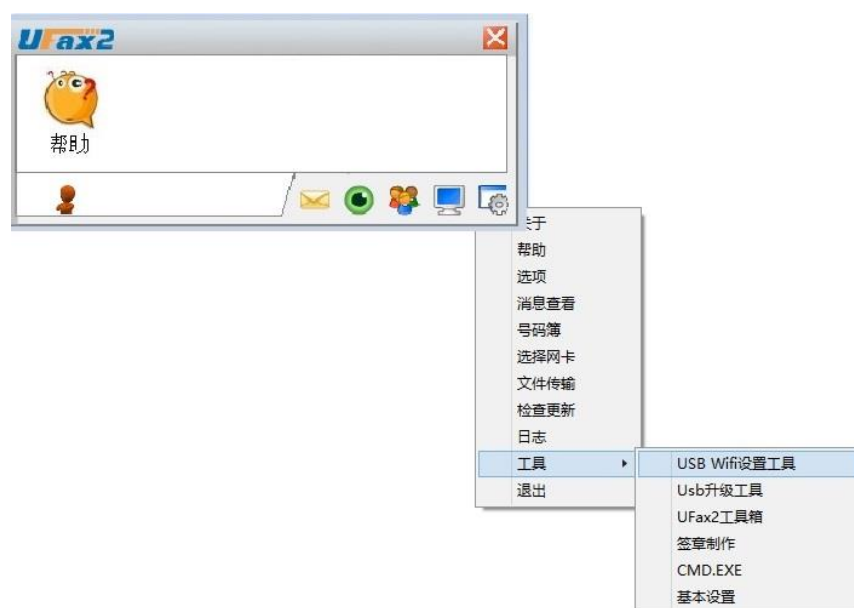 UFax2
帮助
关于
帮助
选项
消息查看
号码簿
选择网卡
文件传输
检查更新
日志
工具
退出
USB Wifi设置工具
Usb升级工具
UFax2工具箱
签章制作
CMD.EXE
基本设置